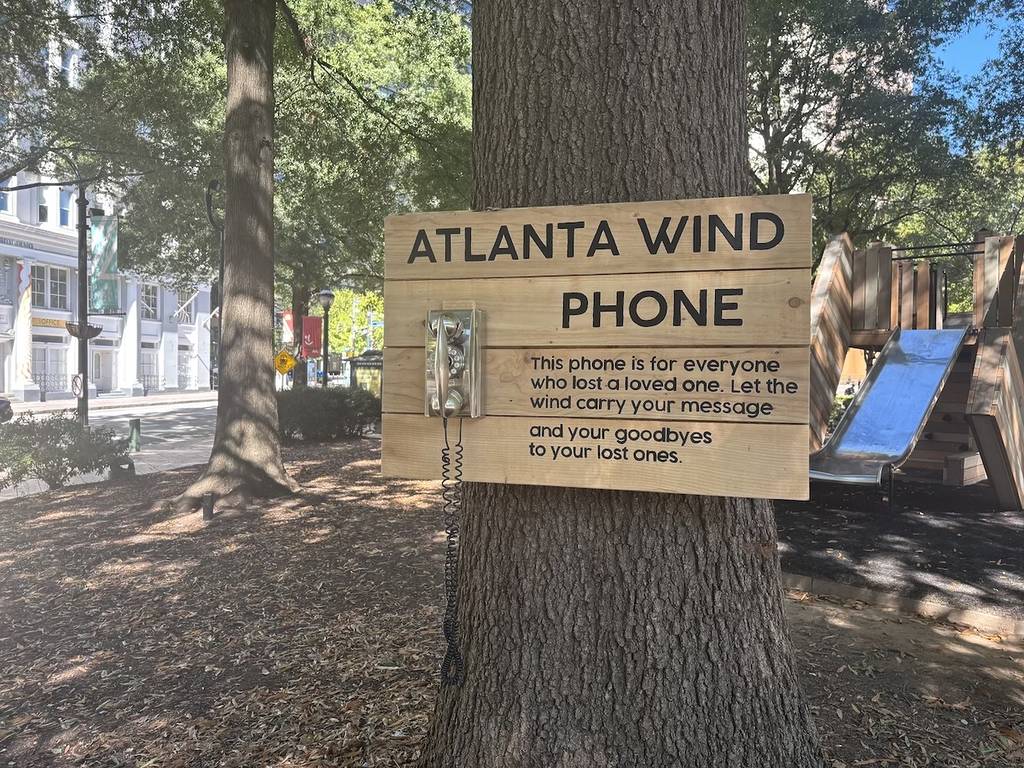 ATLANTA WIND
PHONE
This phone is for everyone
who lost a loved one. Let the
wind carry your message
and your goodbyes
to your lost ones.
OFFICE